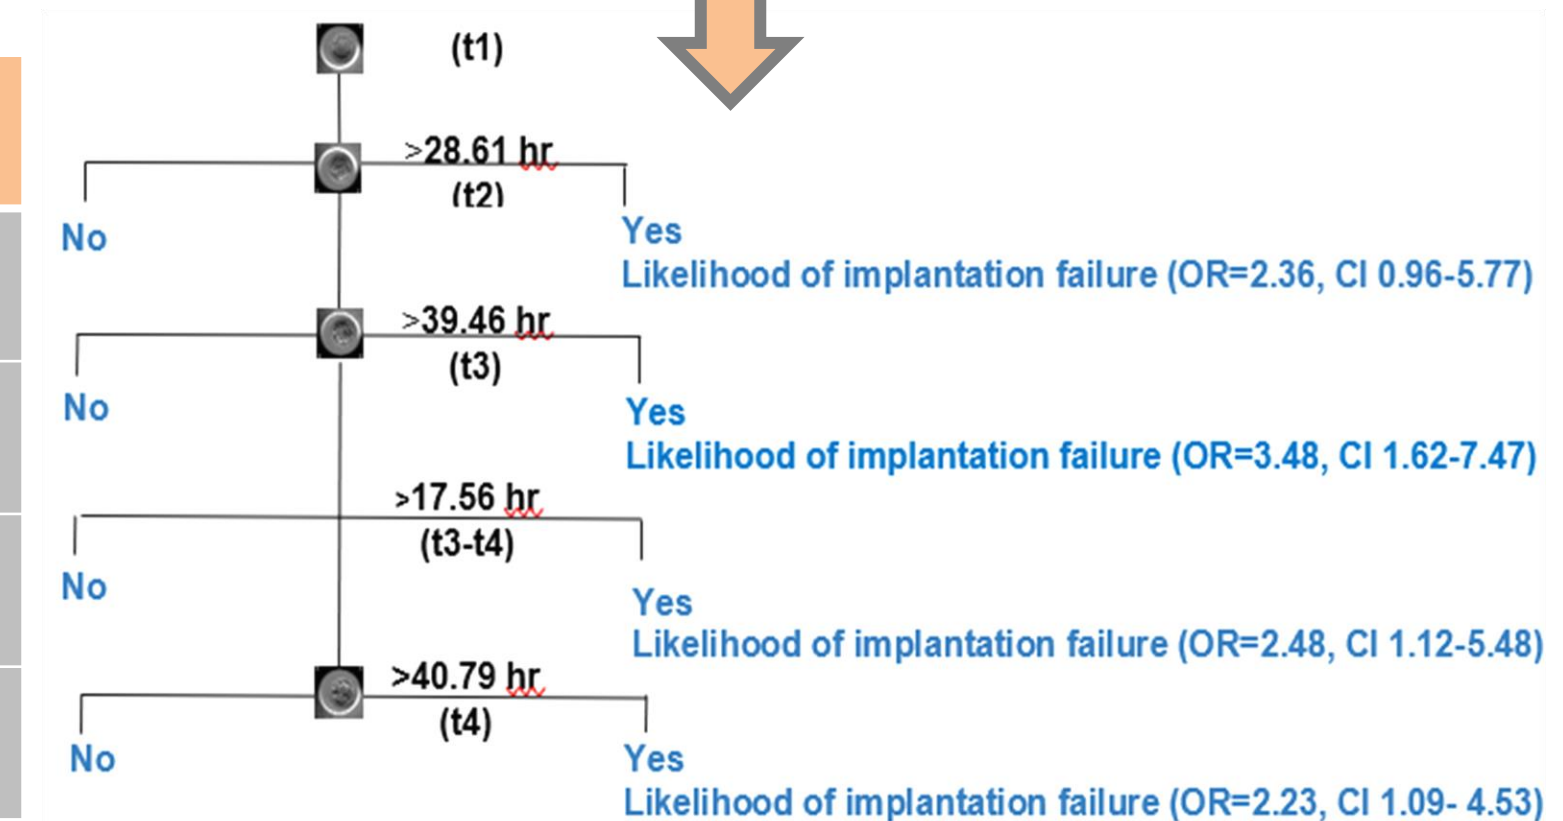 (t1)
>28.61 hr
(t2)
No
Yes
Likelihood of implantation failure (OR=2.36, CI 0.96-5.77)
>39.46 hr
(t3)
No
Yes
Likelihood of implantation failure (OR=3.48, CI 1.62-7.47)
>17.56 hr
(t3-t4)
No
Yes
Likelihood of implantation failure (OR=2.48, CI 1.12-5.48)
>40.79 hr
(t4)
No
Yes
Likelihood of implantation failure (OR=2.23, CI 1.09- 4.53)